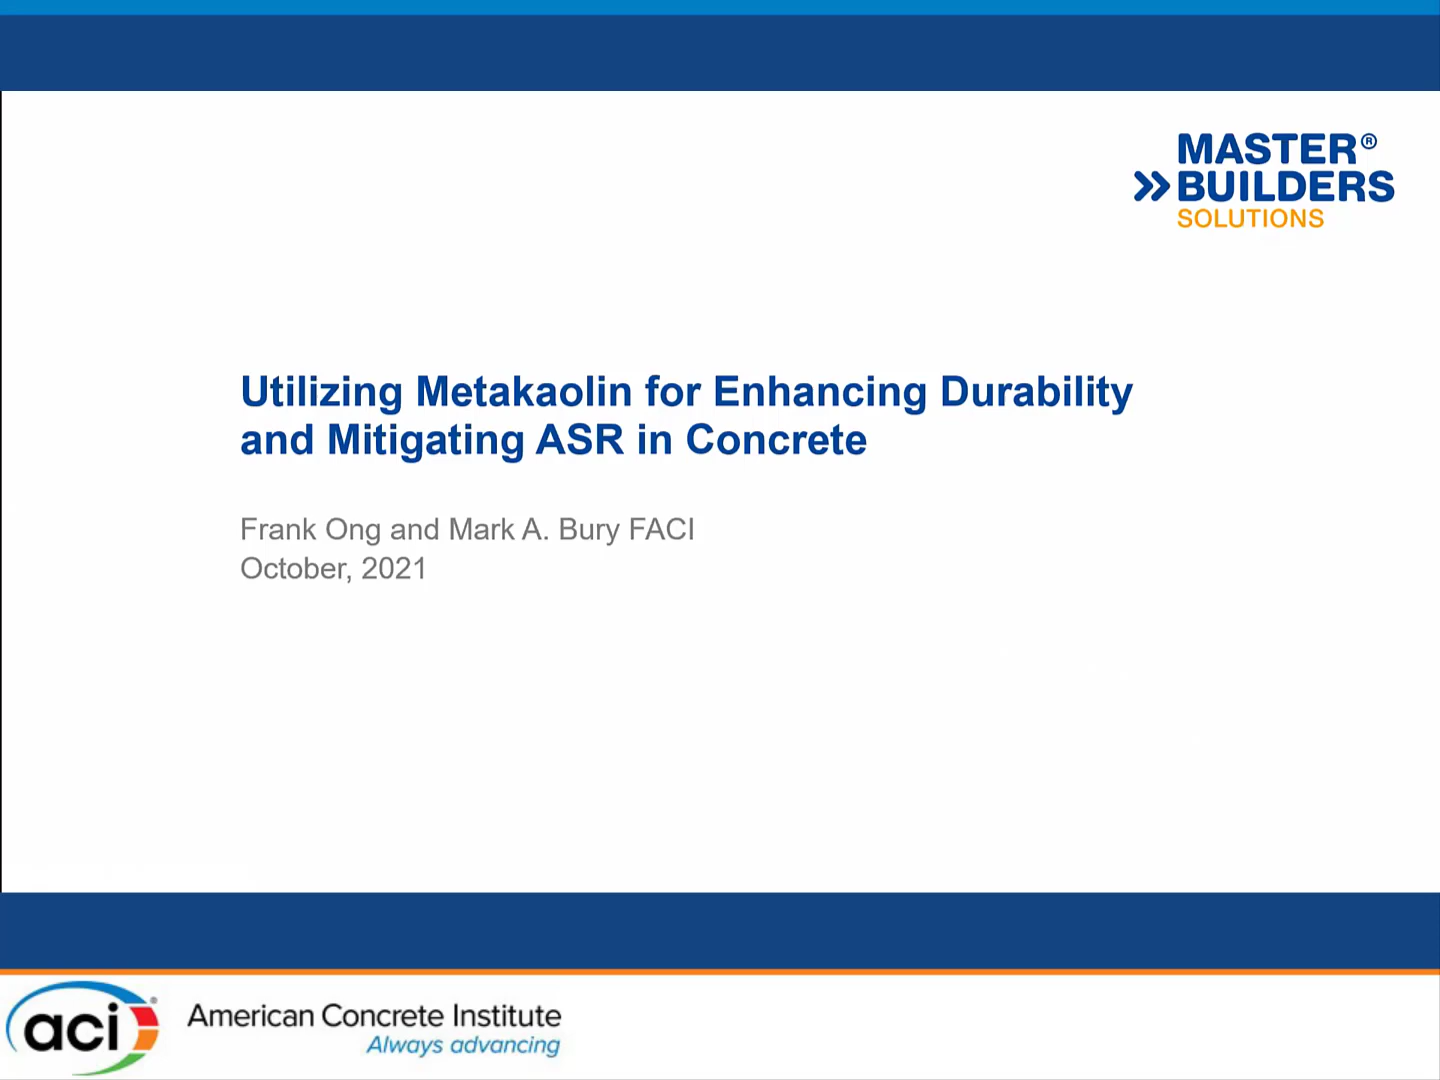 MASTER®
BUILDERS
SOLUTIONS
Utilizing Metakaolin for Enhancing Durability
and Mitigating ASR in Concrete
Frank Ong and Mark A. Bury FACI
October, 2021
aci®
American Concrete Institute
Always advancing